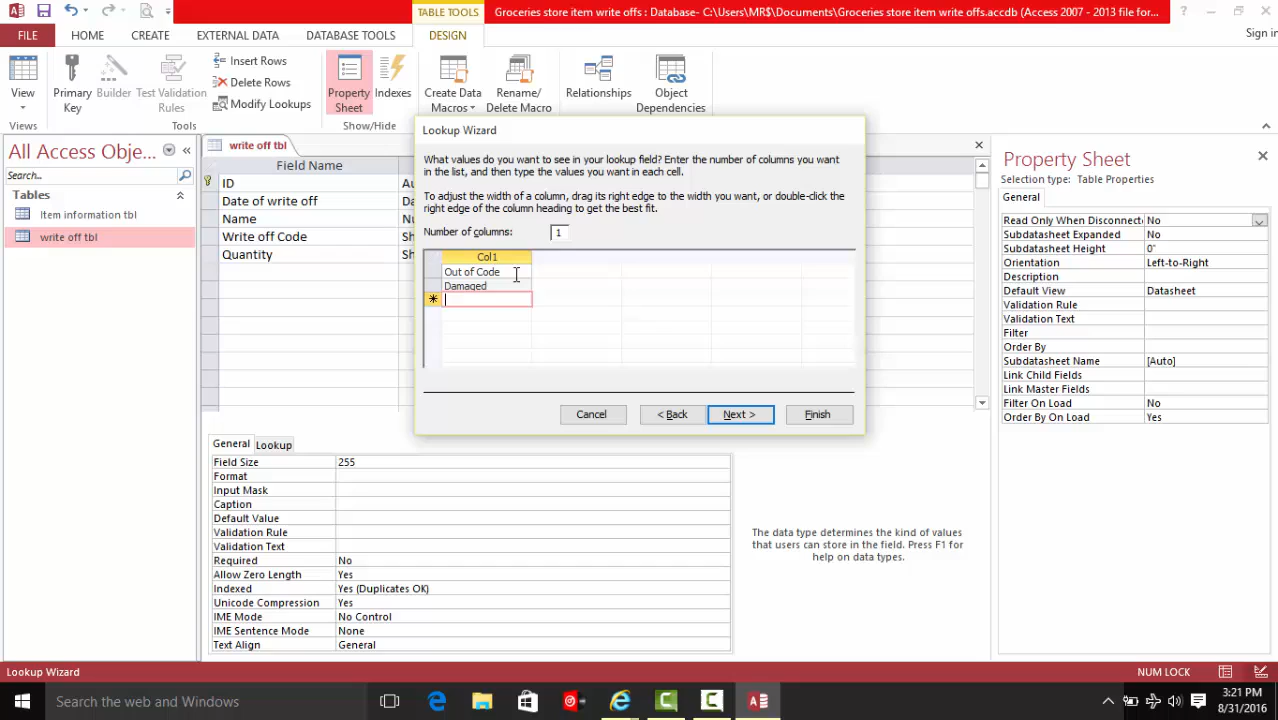 TABLE TOOLS
Groceries store item write offs : Database- C:\Users\MR$\Documents\Groceries store item write offs.accdb (Access 2007 - 2013 file for...
?
FILE HOME CREATE EXTERNAL DATA DATABASE TOOLS DESIGN
Sign in
View
Primary Key
Builder
Test Validation Rules
Insert Rows
Delete Rows
Modify Lookups
Property Sheet
Indexes
Create Data Macros
Rename/ Delete Macro
Relationships
Object Dependencies
Views
Tools
Show/Hide
All Access Obje...
Search...
Tables
Item information tbl
write off tbl
write off tbl
Field Name
ID
Au
Date of write off
Da
Name
Nu
Write off Code
Sh
Quantity
Sh
Lookup Wizard
What values do you want to see in your lookup field? Enter the number of columns you want
in the list, and then type the values you want in each cell.
To adjust the width of a column, drag its right edge to the width you want, or double-click the
right edge of the column heading to get the best fit.
Number of columns: 1
Col1
Out of Code
Damaged
Cancel
< Back
Next >
Finish
Property Sheet
Selection type: Table Properties
General
Read Only When Disconnect No
Subdatasheet Expanded No
Subdatasheet Height 0"
Orientation Left-to-Right
Description
Default View Datasheet
Validation Rule
Validation Text
Filter
Order By
Subdatasheet Name [Auto]
Link Child Fields
Link Master Fields
Filter On Load No
Order By On Load Yes
General Lookup
Field Size 255
Format
Input Mask
Caption
Default Value
Validation Rule
Validation Text
Required No
Allow Zero Length Yes
Indexed Yes (Duplicates OK)
Unicode Compression Yes
IME Mode No Control
IME Sentence Mode None
Text Align General
The data type determines the kind of values
that users can store in the field. Press F1 for
help on data types.
Lookup Wizard
NUM LOCK
Search the web and Windows
3:21 PM
8/31/2016